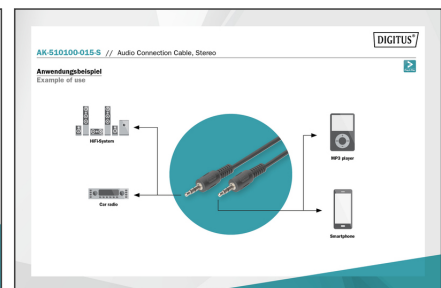 DIGITUS®
AK-510100-015-S // Audio Connection Cable, Stereo
Anwendungsbeispiel
Example of use
HiFi-System
MP3 player
Car radio
Smartphone